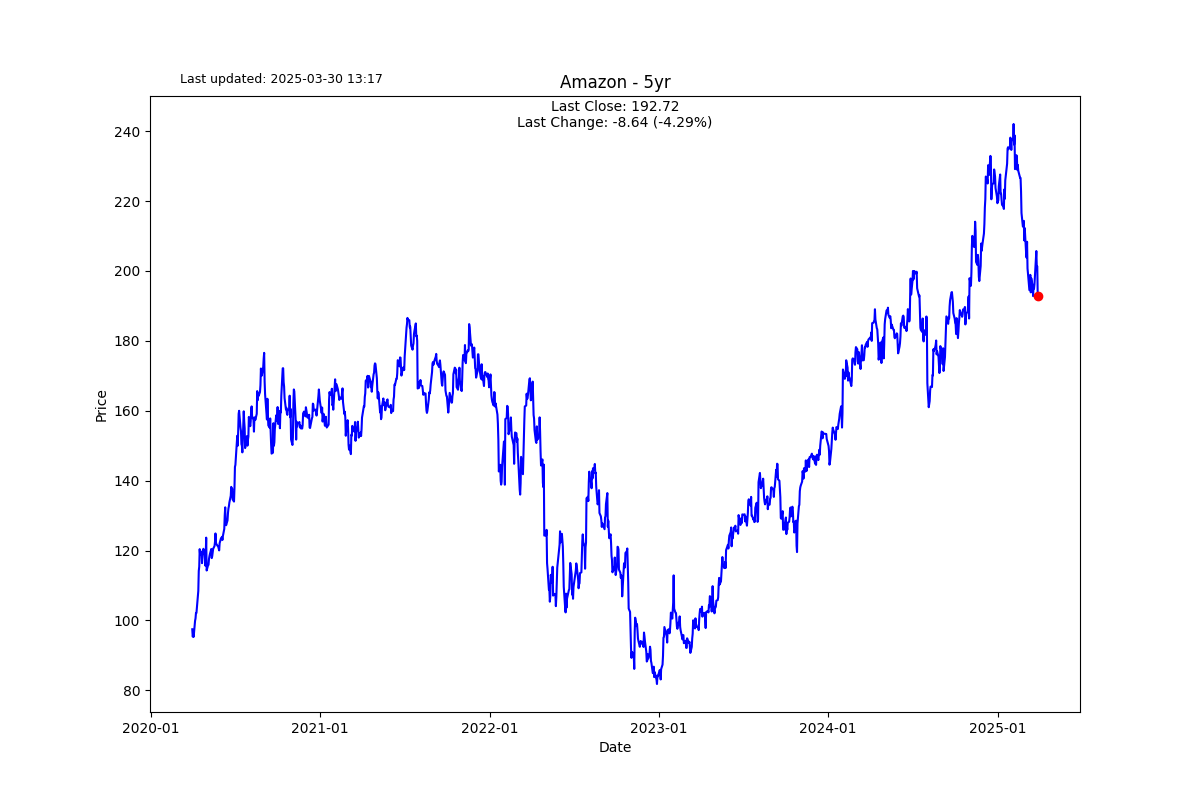 Last updated: 2025-03-30 13:17
Amazon - 5yr
Last Close: 192.72
Last Change: -8.64 (-4.29%)
240
220
200
180
160
140
120
100
80
Price
2020-01
2021-01
2022-01
2023-01
2024-01
2025-01
Date